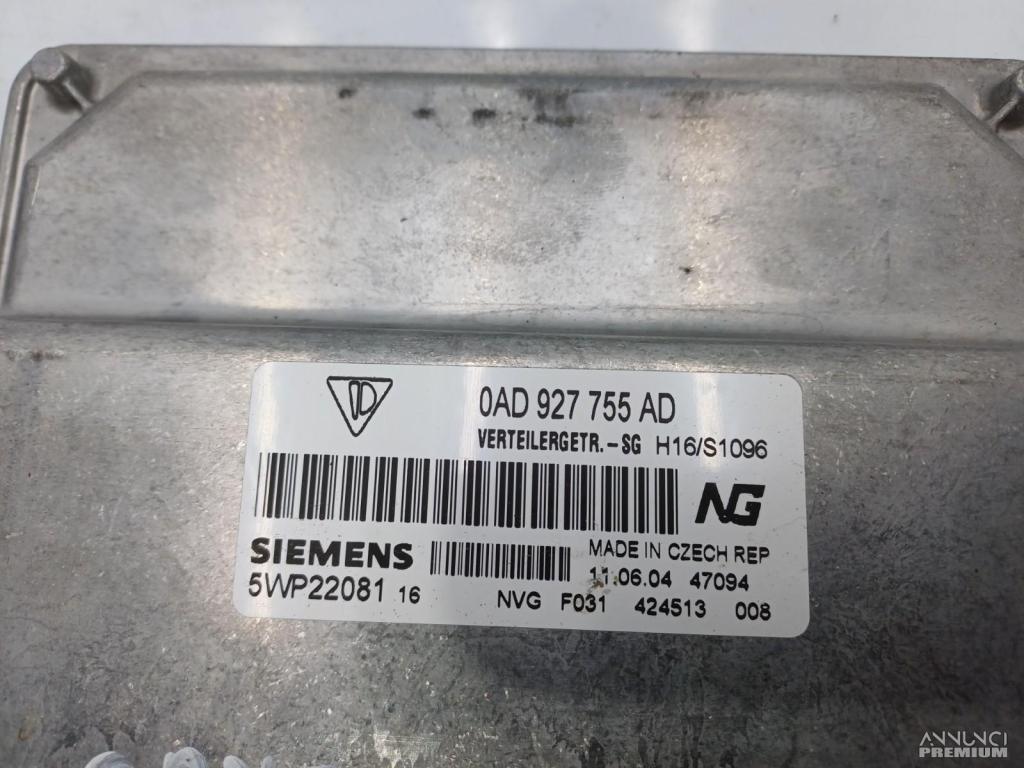 0AD 927 755 AD
VERTEILERGETR.-SG H16/S1096
NG
SIEMENS
MADE IN CZECH REP
5WP22081 16
11.06.04 47094
NVG F031 424513 008
ANNUNCI
PREMIUM